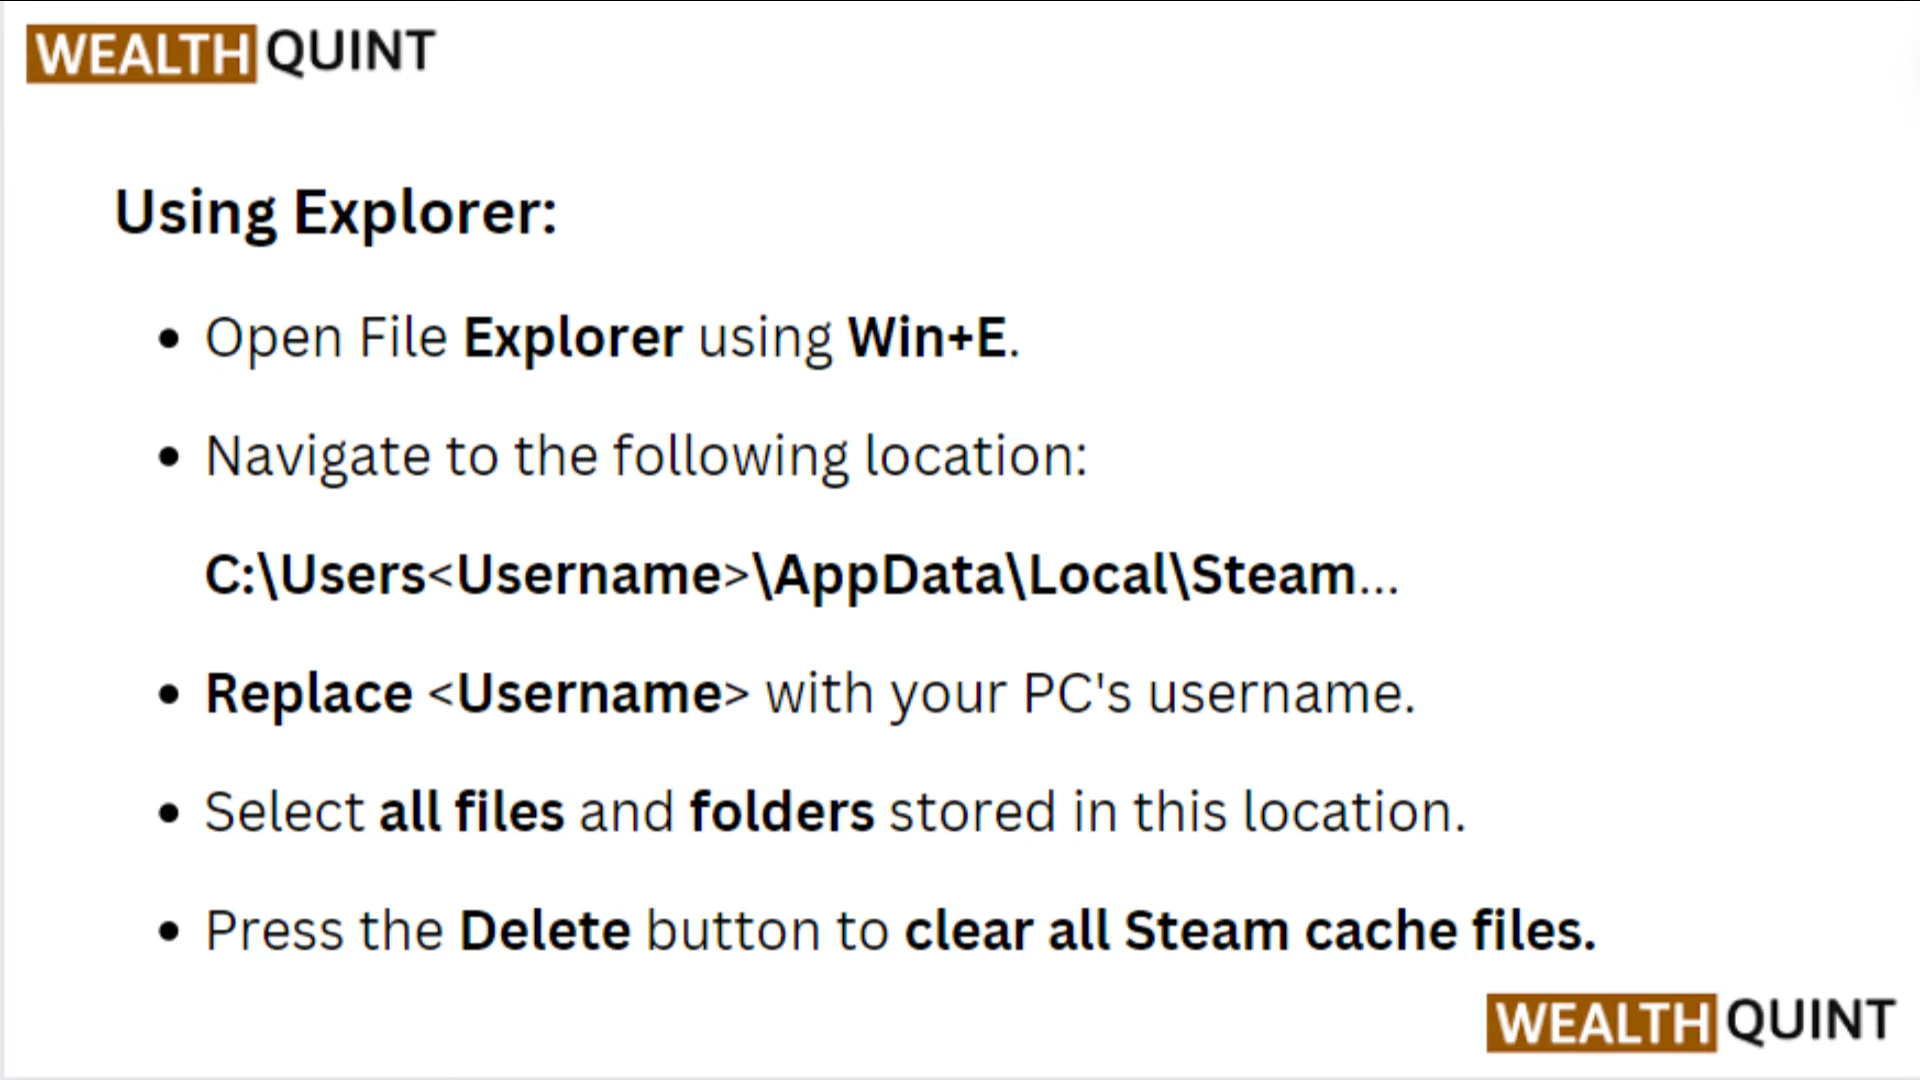 WEALTH QUINT
Using Explorer:
• Open File Explorer using Win+E.
• Navigate to the following location:
C:\Users<Username>\AppData\Local\Steam...
• Replace <Username> with your PC's username.
• Select all files and folders stored in this location.
• Press the Delete button to clear all Steam cache files.
WEALTH QUINT